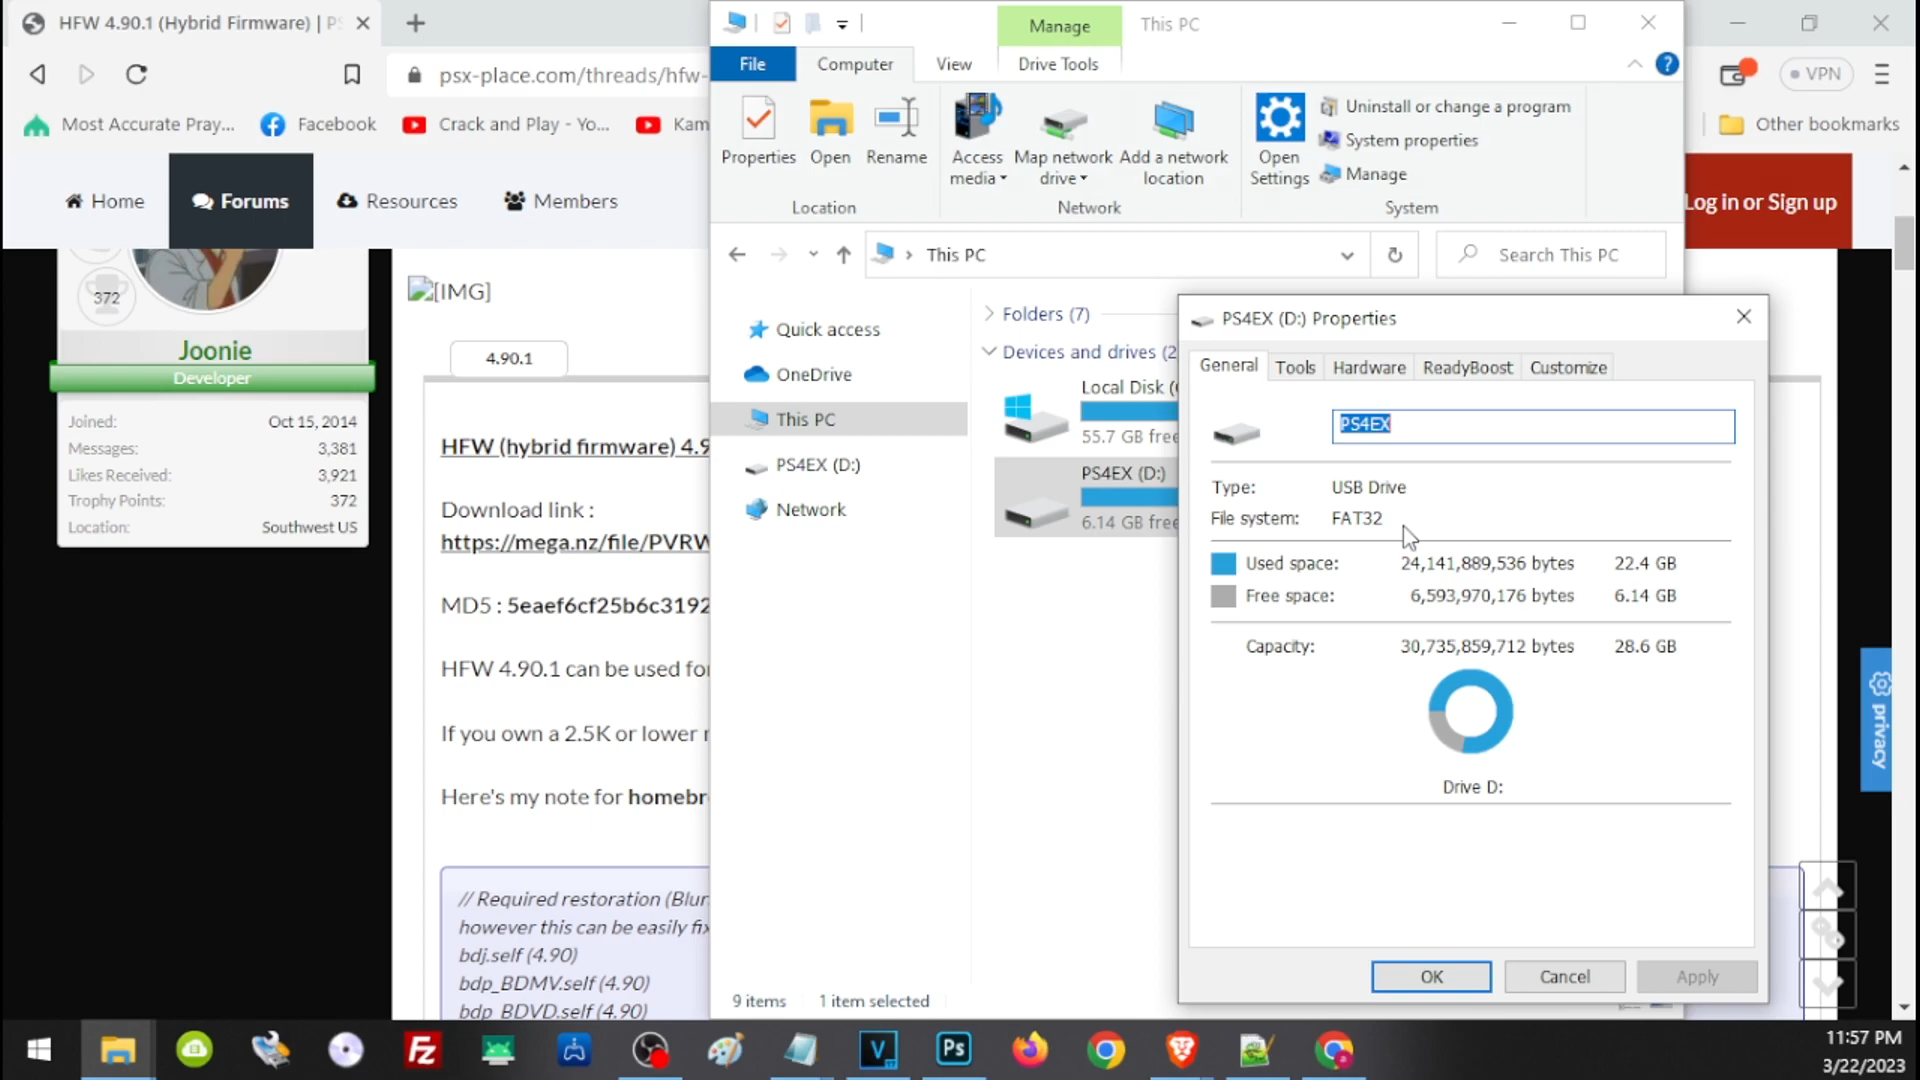 HFW 4.90.1 (Hybrid Firmware) | PS
psx-place.com/threads/hfw-
VPN
Most Accurate Pray...
Facebook
Crack and Play - Yo...
Kam
Other bookmarks
Home
Forums
Resources
Members
Log in or Sign up
372
Joonie
Developer
Joined: Oct 15, 2014
Messages: 3,381
Likes Received: 3,921
Trophy Points: 372
Location: Southwest US
[IMG]
4.90.1
HFW (hybrid firmware) 4.9
Download link :
https://mega.nz/file/PVRW
MD5 : 5eaef6cf25b6c3192
HFW 4.90.1 can be used for
If you own a 2.5K or lower
Here's my note for homebr
// Required restoration (Blur
however this can be easily fix
bdj.self (4.90)
bdp_BDMV.self (4.90)
bdp_BDVD.self (4.90)
privacy
Manage
This PC
File
Computer
View
Drive Tools
Properties
Open
Rename
Access
media
Map network
drive
Add a network
location
Open
Settings
Uninstall or change a program
System properties
Manage
Location
Network
System
This PC
Search This PC
Quick access
OneDrive
This PC
PS4EX (D:)
Network
Folders (7)
Devices and drives (2
Local Disk (
55.7 GB free
PS4EX (D:)
6.14 GB free
9 items
1 item selected
PS4EX (D:) Properties
General
Tools
Hardware
ReadyBoost
Customize
PS4EX
Type: USB Drive
File system: FAT32
Used space: 24,141,889,536 bytes 22.4 GB
Free space: 6,593,970,176 bytes 6.14 GB
Capacity: 30,735,859,712 bytes 28.6 GB
Drive D:
OK
Cancel
Apply
Fz
V
Ps
11:57 PM
3/22/2023